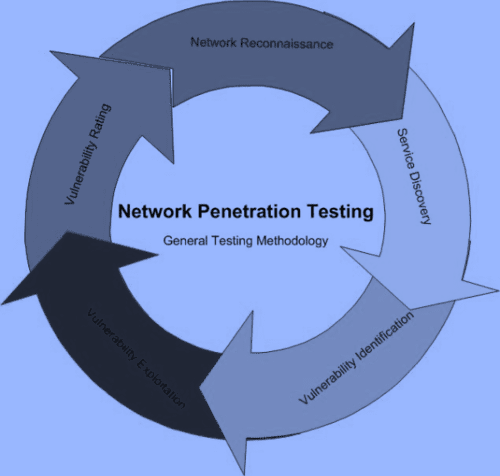 Network Reconnaissance
Service Discovery
Vulnerability Identification
Vulnerability Exploitation
Vulnerability Rating
Network Penetration Testing
General Testing Methodology